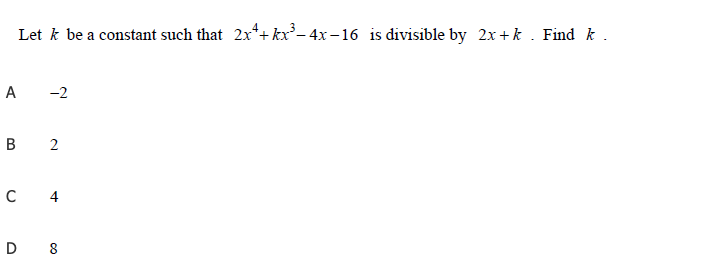 Let k be a constant such that 2x⁴+kx³−4x−16 is divisible by 2x+k . Find k .
A −2
B 2
C 4
D 8